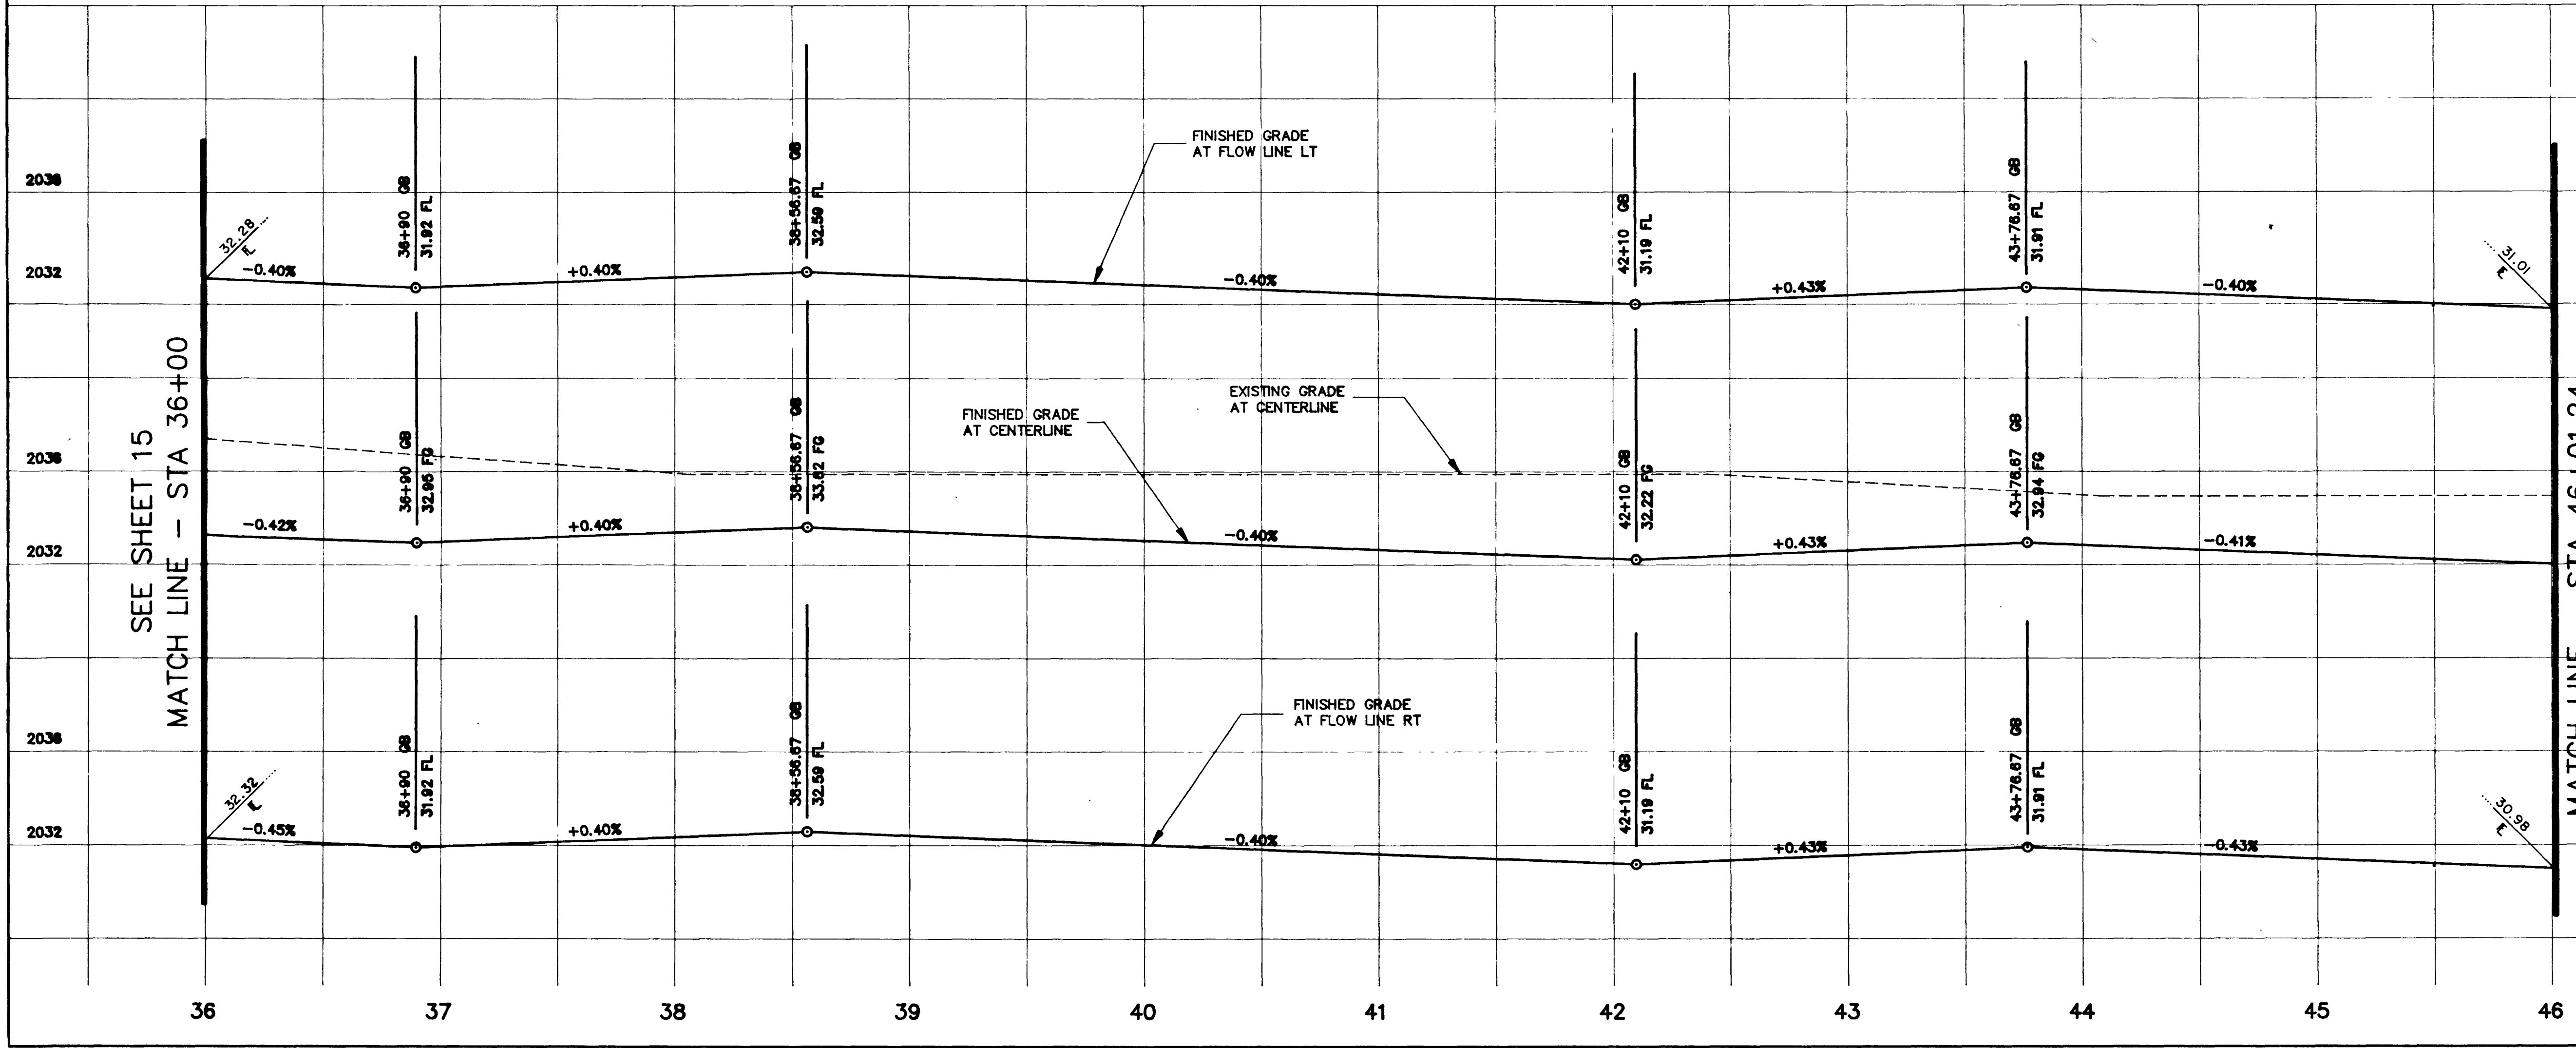 FINISHED GRADE
AT FLOW LINE LT
2036
36+90 GB
31.92 FL
38+56.67 GB
32.59 FL
42+10 GB
31.19 FL
43+76.67 GB
31.91 FL
32.28
31.01
2032
-0.40%
+0.40%
-0.40%
+0.43%
-0.40%
SEE SHEET 15
MATCH LINE - STA 36+00
EXISTING GRADE
AT CENTERLINE
FINISHED GRADE
AT CENTERLINE
2036
36+90 GB
32.95 FG
38+56.67 GB
33.62 FG
42+10 GB
32.22 FG
43+76.67 GB
32.94 FG
2032
-0.42%
+0.40%
-0.40%
+0.43%
-0.41%
FINISHED GRADE
AT FLOW LINE RT
2036
36+90 GB
31.92 FL
38+56.67 GB
32.59 FL
42+10 GB
31.19 FL
43+76.67 GB
31.91 FL
32.32
30.98
2032
-0.45%
+0.40%
-0.40%
+0.43%
-0.43%
36 37 38 39 40 41 42 43 44 45 46